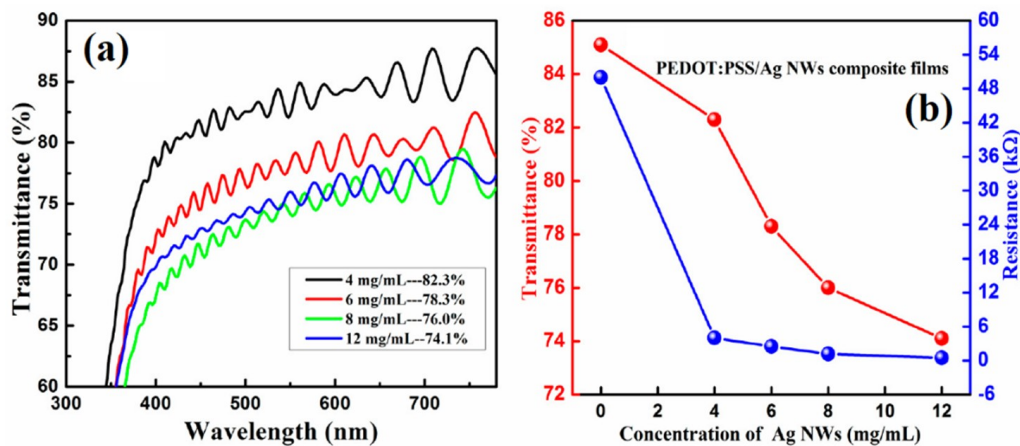 (a)
90
85
80
75
70
65
60
Transmittance (%)
4 mg/mL---82.3%
6 mg/mL---78.3%
8 mg/mL---76.0%
12 mg/mL--74.1%
300 400 500 600 700
Wavelength (nm)
(b)
PEDOT:PSS/Ag NWs composite films
86
84
82
80
78
76
74
72
Transmittance (%)
60
54
48
42
36
30
24
18
12
6
0
-6
Resistance (kΩ)
0 2 4 6 8 10 12
Concentration of Ag NWs (mg/mL)